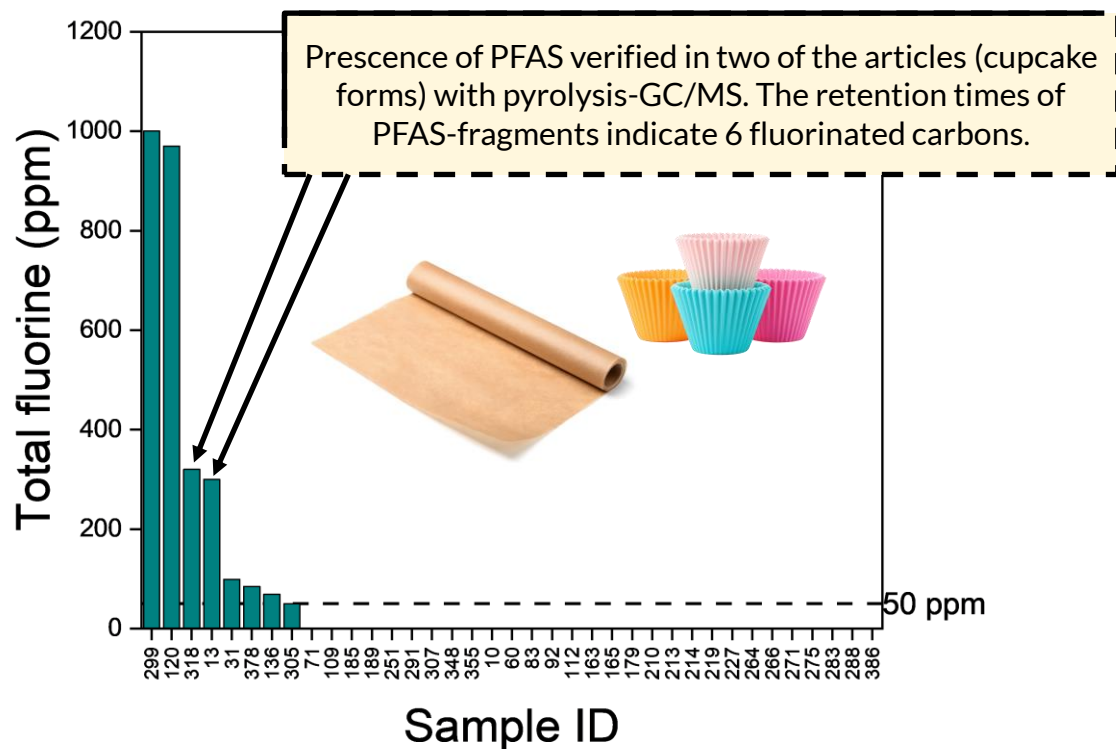 Prescence of PFAS verified in two of the articles (cupcake
forms) with pyrolysis-GC/MS. The retention times of
PFAS-fragments indicate 6 fluorinated carbons.
Total fluorine (ppm)
1200
1000
800
600
400
200
0
50 ppm
299 120 318 13 31 378 136 305 71 109 185 189 251 291 307 348 355 10 60 83 92 112 163 165 179 210 213 214 219 227 264 266 271 275 283 288 386
Sample ID